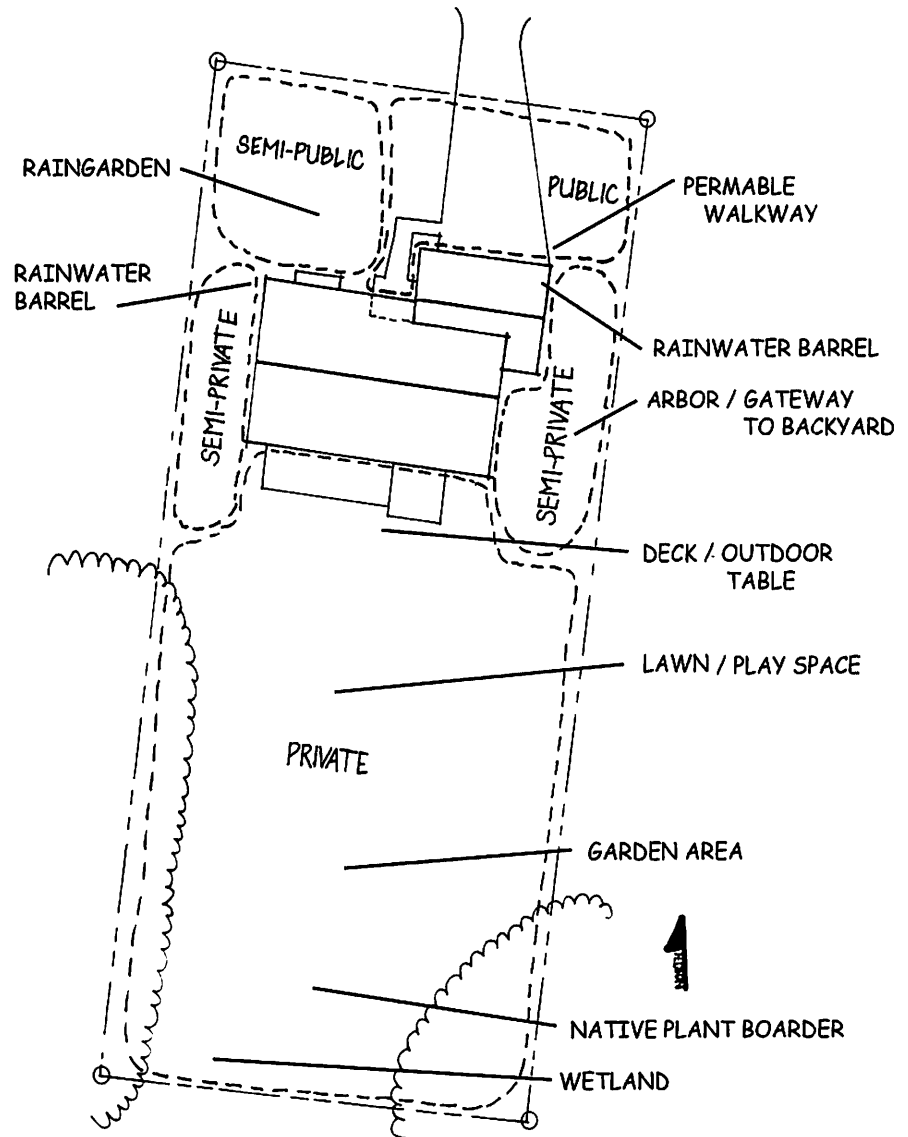 SEMI-PUBLIC
RAINGARDEN
PUBLIC
PERMABLE
WALKWAY
RAINWATER
BARREL
SEMI-PRIVATE
RAINWATER BARREL
SEMI-PRIVATE
ARBOR / GATEWAY
TO BACKYARD
DECK / OUTDOOR
TABLE
LAWN / PLAY SPACE
PRIVATE
GARDEN AREA
NORTH
NATIVE PLANT BOARDER
WETLAND